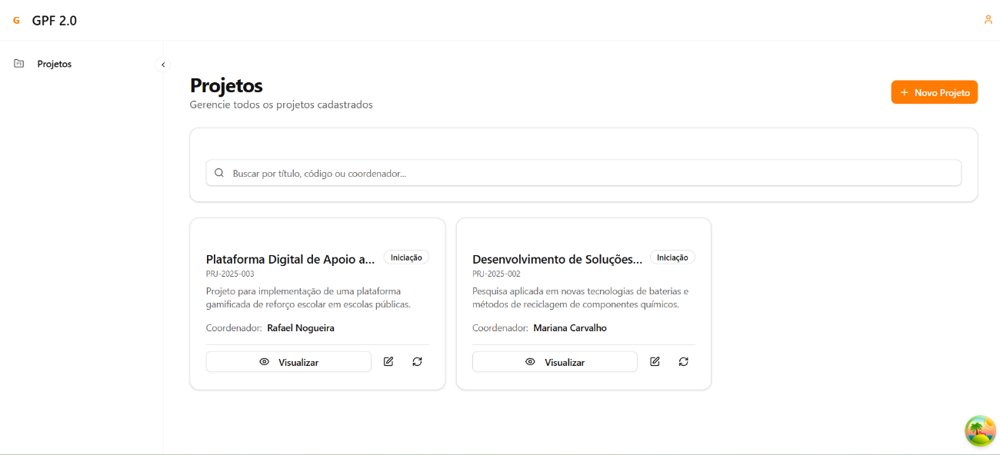 G GPF 2.0
Projetos
Projetos
Gerencie todos os projetos cadastrados
+ Novo Projeto
Buscar por título, código ou coordenador...
Plataforma Digital de Apoio a...
Iniciação
PRJ-2025-003
Projeto para implementação de uma plataforma
gamificada de reforço escolar em escolas públicas.
Coordenador: Rafael Nogueira
Visualizar
Desenvolvimento de Soluções...
Iniciação
PRJ-2025-002
Pesquisa aplicada em novas tecnologias de baterias e
métodos de reciclagem de componentes químicos.
Coordenador: Mariana Carvalho
Visualizar